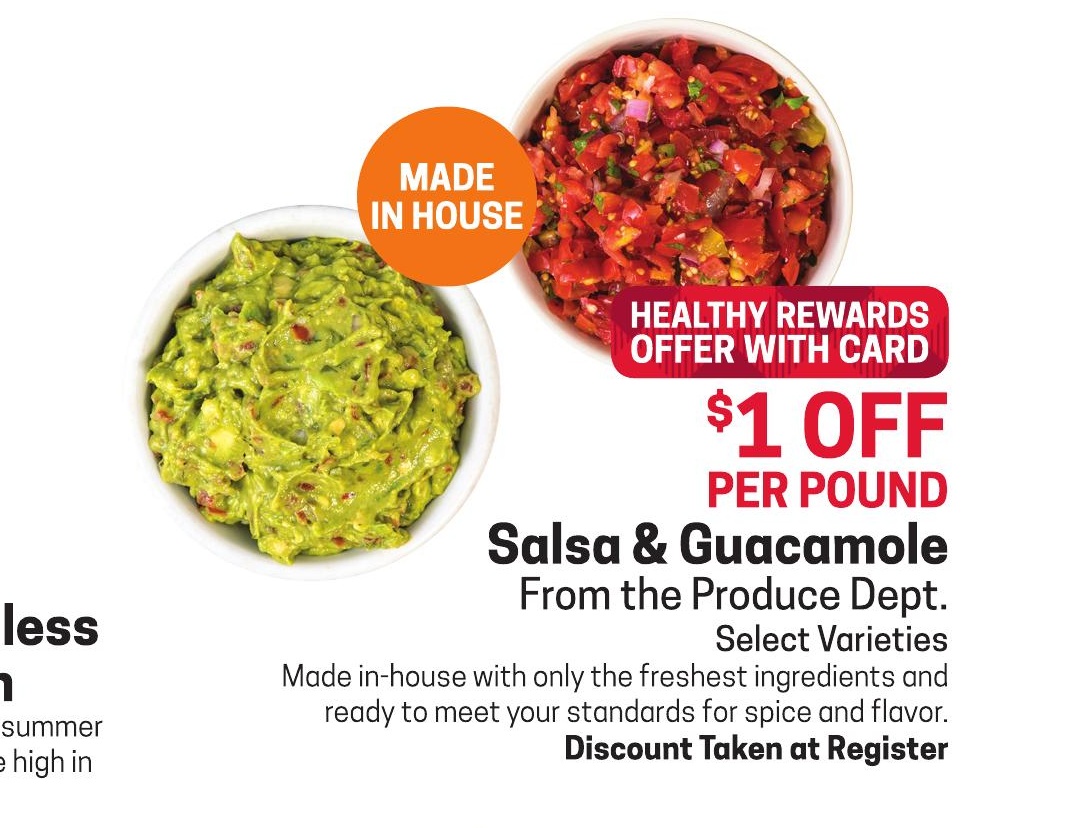 MADE
IN HOUSE
HEALTHY REWARDS
OFFER WITH CARD
$1 OFF
PER POUND
Salsa & Guacamole
From the Produce Dept.
Select Varieties
Made in-house with only the freshest ingredients and
ready to meet your standards for spice and flavor.
Discount Taken at Register
less
summer
high in